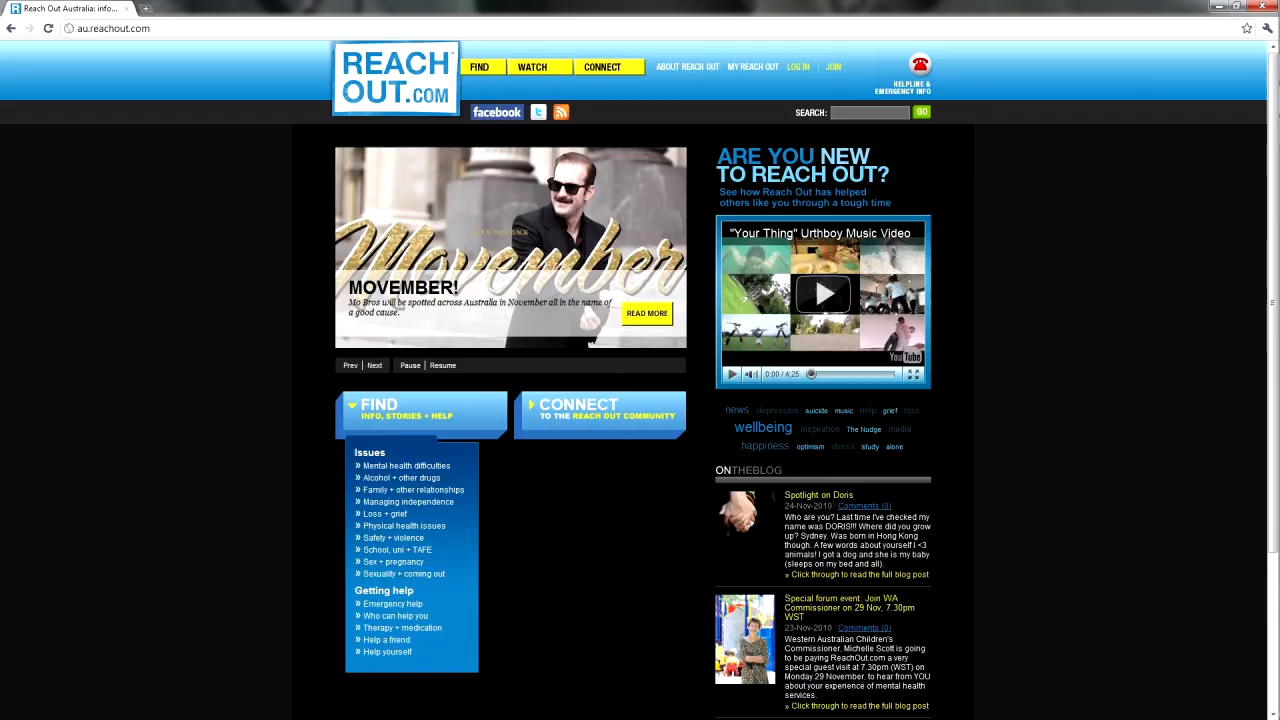 Reach Out Australia: info...
au.reachout.com
REACH
OUT.COM
FIND
WATCH
CONNECT
ABOUT REACH OUT
MY REACH OUT
LOG IN
JOIN
HELPLINE &
EMERGENCY INFO
facebook
SEARCH:
GO
Movember
MOVEMBER!
Mo Bros will be spotted across Australia in November all in the name of
a good cause.
READ MORE
Prev
Next
Pause
Resume
FIND
INFO, STORIES + HELP
CONNECT
TO THE REACH OUT COMMUNITY
Issues
» Mental health difficulties
» Alcohol + other drugs
» Family + other relationships
» Managing independence
» Loss + grief
» Physical health issues
» Safety + violence
» School, uni + TAFE
» Sex + pregnancy
» Sexuality + coming out
Getting help
» Emergency help
» Who can help you
» Therapy + medication
» Help a friend
» Help yourself
ARE YOU NEW
TO REACH OUT?
See how Reach Out has helped
others like you through a tough time
"Your Thing" Urthboy Music Video
YouTube
0:00 / 4:25
news depression suicide music help grief loss
wellbeing inspiration The Nudge media
happiness optimism stress study alone
ONTHEBLOG
Spotlight on Doris
24-Nov-2010 Comments (0)
Who are you? Last time I've checked my
name was DORIS!!! Where did you grow
up? Sydney. Was born in Hong Kong
though. A few words about yourself I <3
animals! I got a dog and she is my baby
(sleeps on my bed and all).
» Click through to read the full blog post
Special forum event: Join WA
Commissioner on 29 Nov, 7.30pm
WST
23-Nov-2010 Comments (0)
Western Australian Children's
Commissioner, Michelle Scott is going
to be paying ReachOut.com a very
special guest visit at 7.30pm (WST) on
Monday 29 November, to hear from YOU
about your experience of mental health
services.
» Click through to read the full blog post